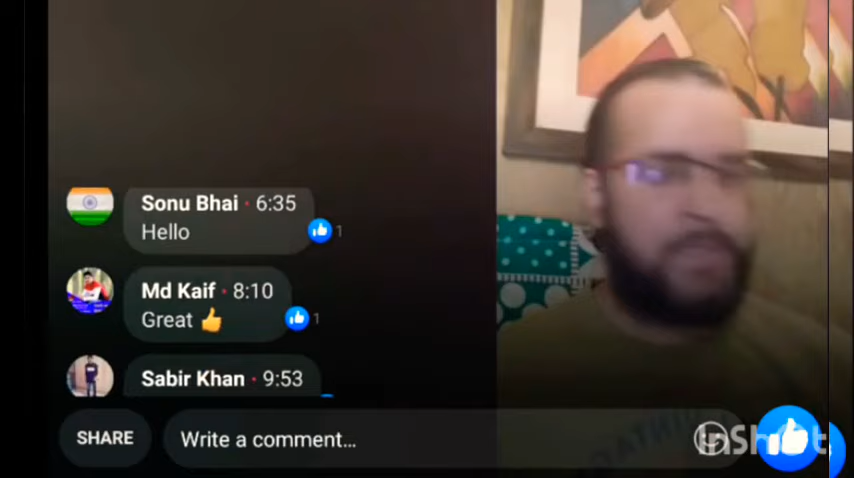 Sonu Bhai • 6:35
Hello
1
Md Kaif • 8:10
Great 👍
1
Sabir Khan • 9:53
SHARE
Write a comment...
InShOt